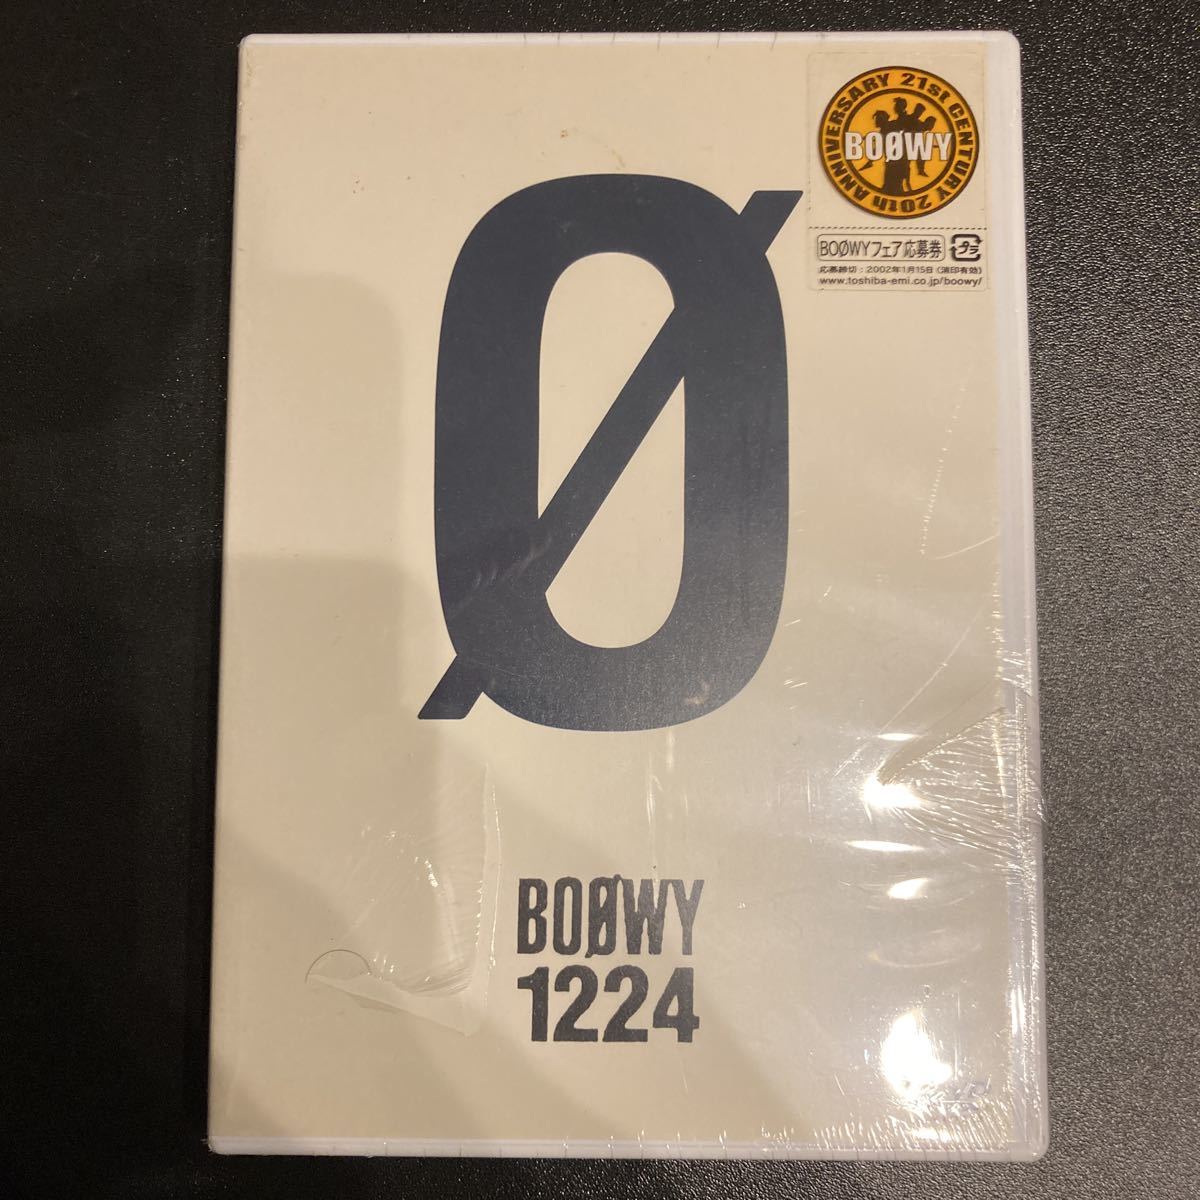 21st CENTURY 20th ANNIVERSARY
BOØWY
BOØWYフェア応募券
プラ
応募締切：2002年1月15日（消印有効）
www.toshiba-emi.co.jp/boowy/
Ø
BOØWY
1224